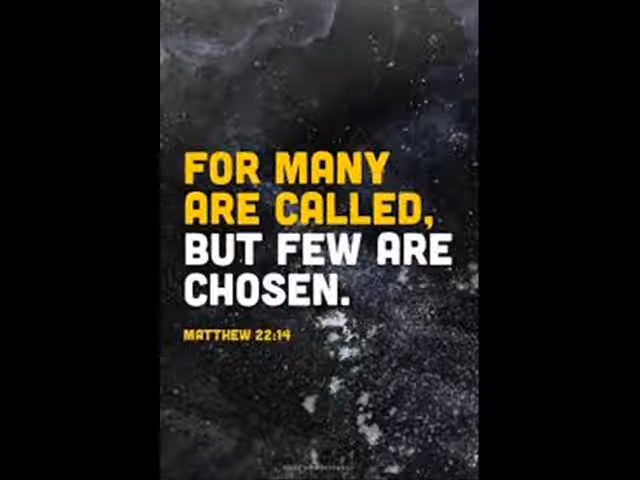 FOR MANY
ARE CALLED,
BUT FEW ARE
CHOSEN.
MATTHEW 22:14